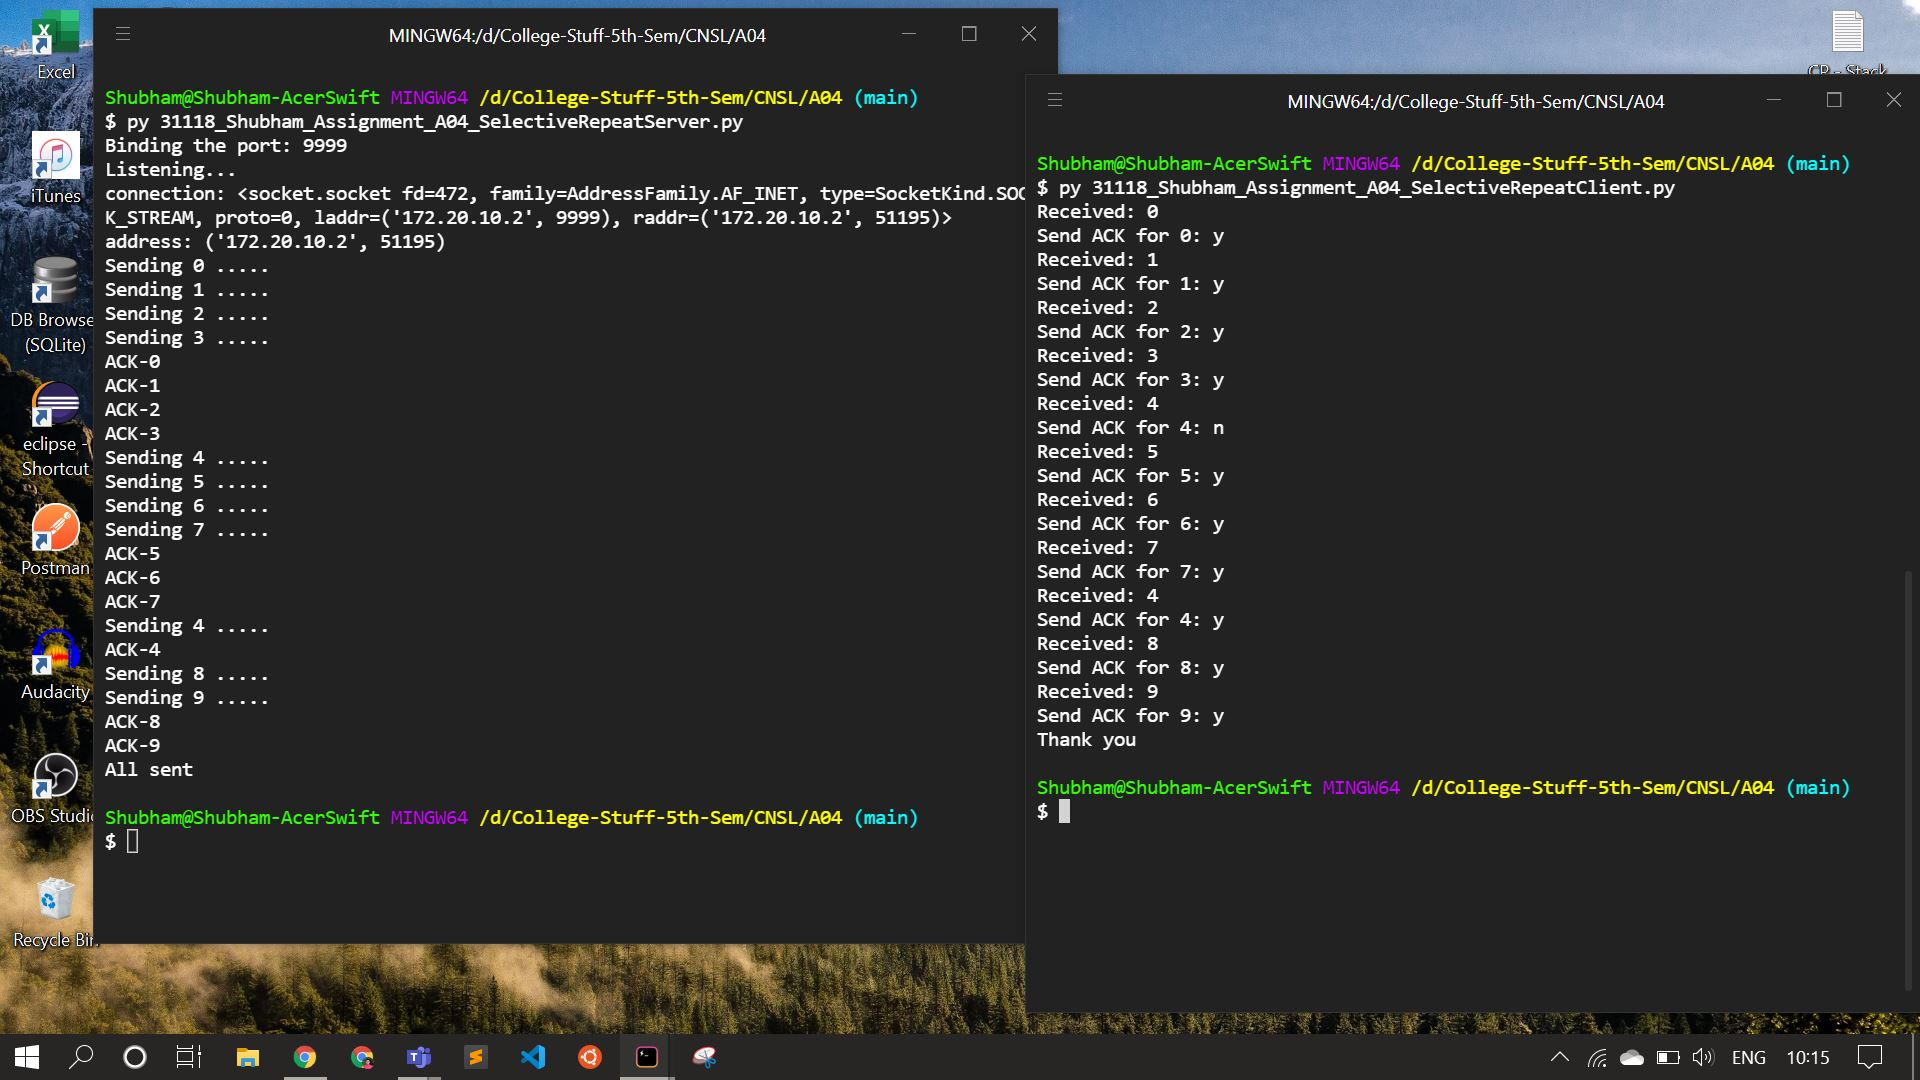 Excel
iTunes
DB Browse
(SQLite)
eclipse -
Shortcut
Postman
Audacity
OBS Studio
Recycle Bin
MINGW64:/d/College-Stuff-5th-Sem/CNSL/A04
Shubham@Shubham-AcerSwift MINGW64 /d/College-Stuff-5th-Sem/CNSL/A04 (main)
$ py 31118_Shubham_Assignment_A04_SelectiveRepeatServer.py
Binding the port: 9999
Listening...
connection: <socket.socket fd=472, family=AddressFamily.AF_INET, type=SocketKind.SOC
K_STREAM, proto=0, laddr=('172.20.10.2', 9999), raddr=('172.20.10.2', 51195)>
address: ('172.20.10.2', 51195)
Sending 0 .....
Sending 1 .....
Sending 2 .....
Sending 3 .....
ACK-0
ACK-1
ACK-2
ACK-3
Sending 4 .....
Sending 5 .....
Sending 6 .....
Sending 7 .....
ACK-5
ACK-6
ACK-7
Sending 4 .....
ACK-4
Sending 8 .....
Sending 9 .....
ACK-8
ACK-9
All sent
Shubham@Shubham-AcerSwift MINGW64 /d/College-Stuff-5th-Sem/CNSL/A04 (main)
$
CP - Stack
MINGW64:/d/College-Stuff-5th-Sem/CNSL/A04
Shubham@Shubham-AcerSwift MINGW64 /d/College-Stuff-5th-Sem/CNSL/A04 (main)
$ py 31118_Shubham_Assignment_A04_SelectiveRepeatClient.py
Received: 0
Send ACK for 0: y
Received: 1
Send ACK for 1: y
Received: 2
Send ACK for 2: y
Received: 3
Send ACK for 3: y
Received: 4
Send ACK for 4: n
Received: 5
Send ACK for 5: y
Received: 6
Send ACK for 6: y
Received: 7
Send ACK for 7: y
Received: 4
Send ACK for 4: y
Received: 8
Send ACK for 8: y
Received: 9
Send ACK for 9: y
Thank you
Shubham@Shubham-AcerSwift MINGW64 /d/College-Stuff-5th-Sem/CNSL/A04 (main)
$
ENG
10:15